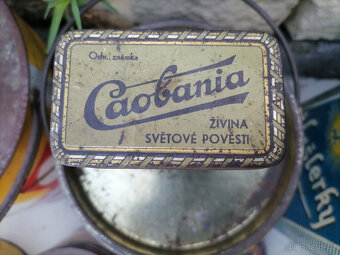 Ochr. známka
Caobania
ŽIVINA
SVĚTOVÉ POVĚSTI